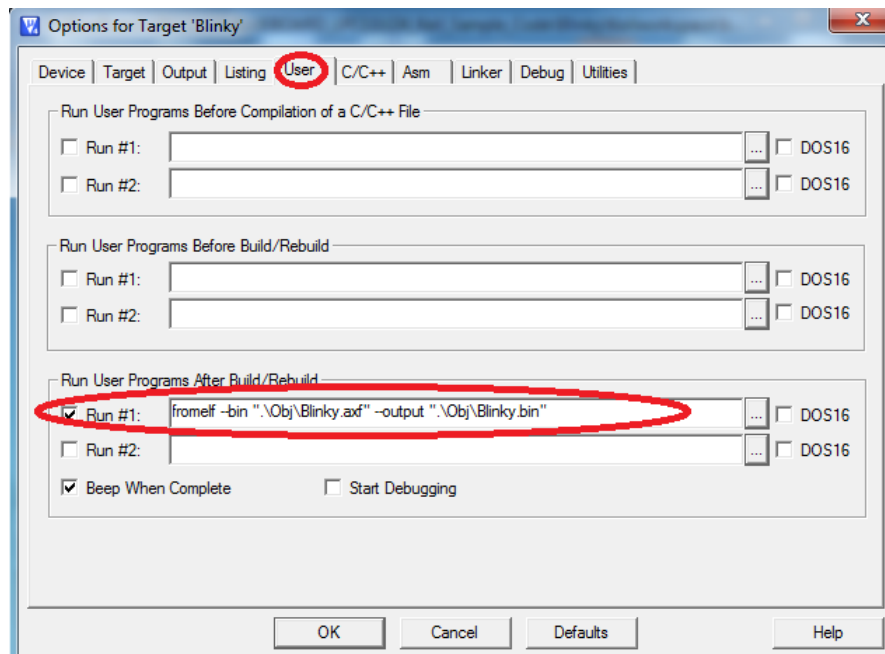 Options for Target 'Blinky'
Device Target Output Listing User C/C++ Asm Linker Debug Utilities
Run User Programs Before Compilation of a C/C++ File
Run #1: ... DOS16
Run #2: ... DOS16
Run User Programs Before Build/Rebuild
Run #1: ... DOS16
Run #2: ... DOS16
Run User Programs After Build/Rebuild
Run #1: fromelf --bin ".\Obj\Blinky.axf" --output ".\Obj\Blinky.bin" ... DOS16
Run #2: ... DOS16
Beep When Complete Start Debugging
OK Cancel Defaults Help